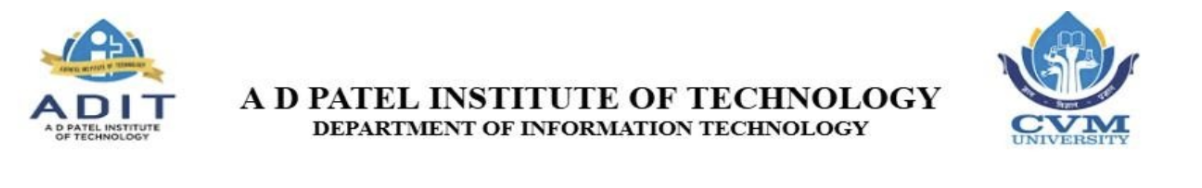 ADIT
A D PATEL INSTITUTE
OF TECHNOLOGY
A D PATEL INSTITUTE OF TECHNOLOGY
DEPARTMENT OF INFORMATION TECHNOLOGY
ज्ञान - विज्ञान -
CVM
UNIVERSITY